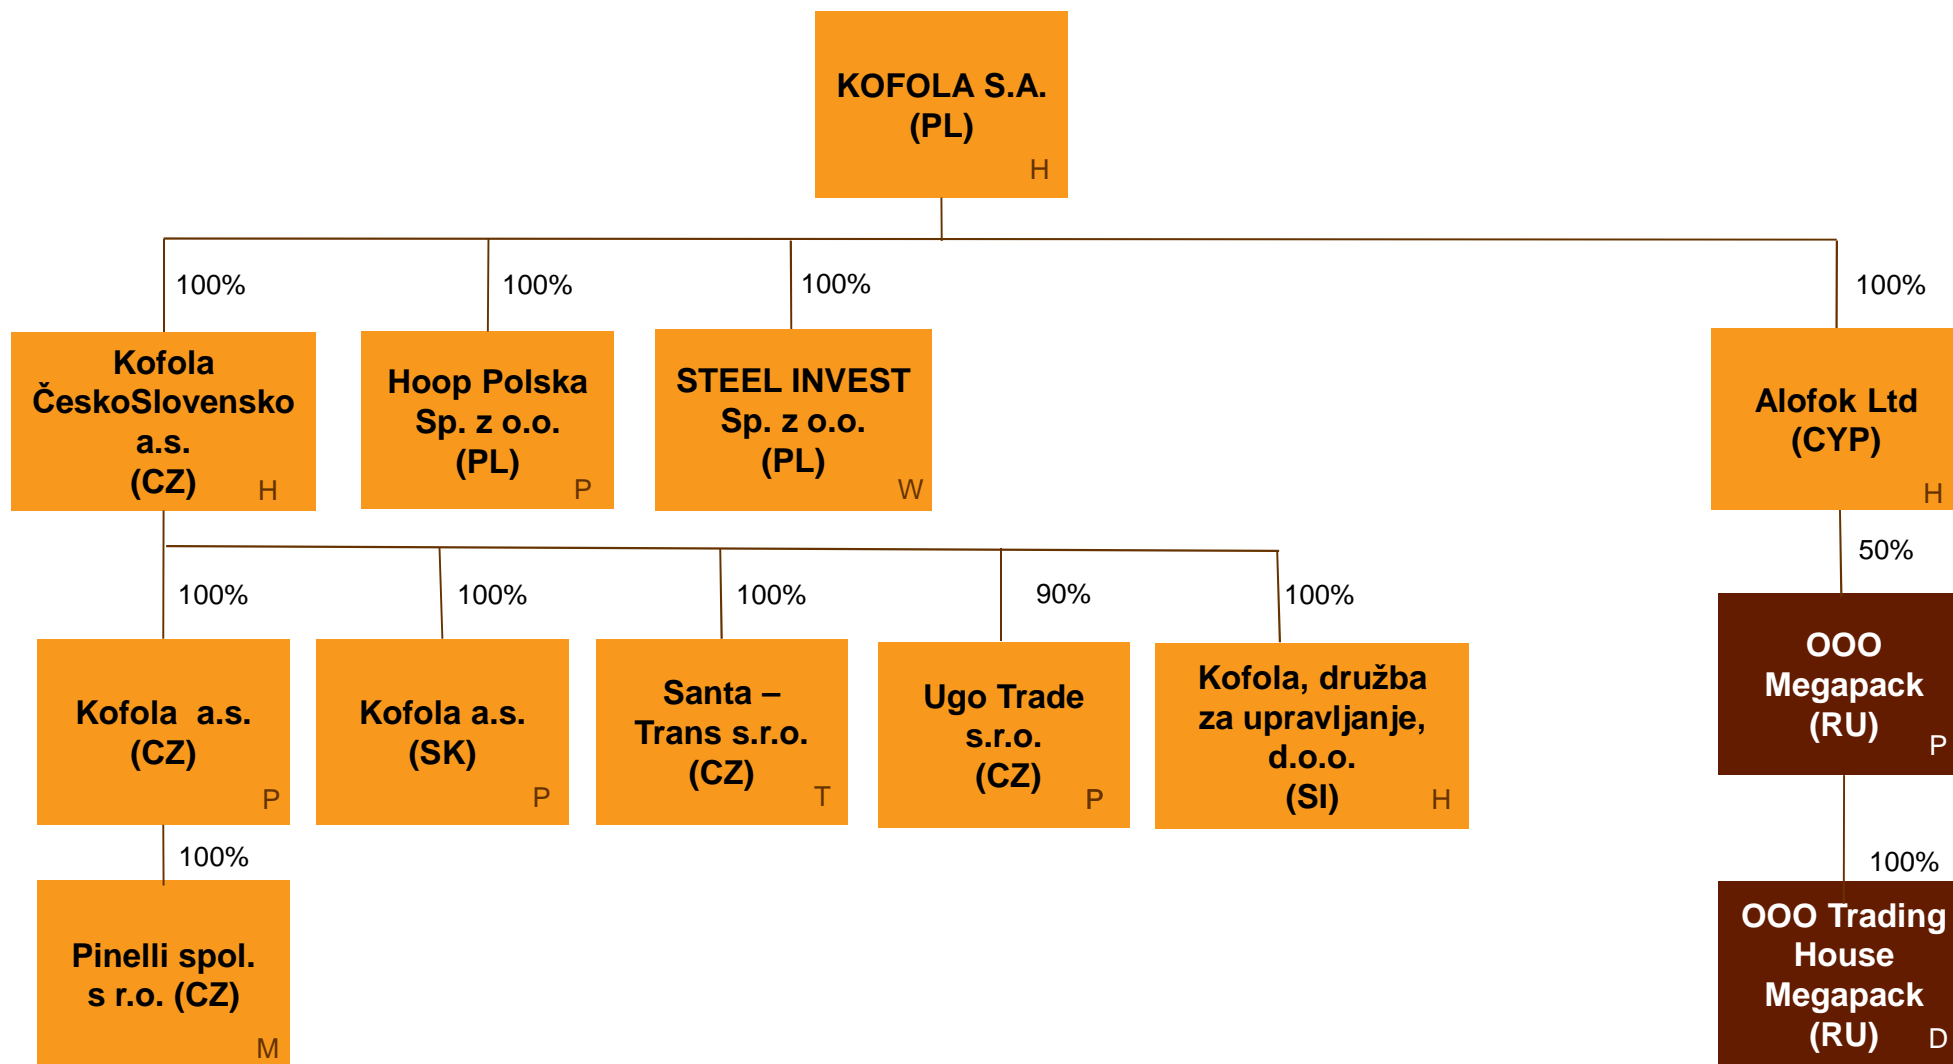 KOFOLA S.A.
(PL)
H
100%
100%
100%
100%
Kofola
ČeskoSlovensko
a.s.
(CZ)
H
Hoop Polska
Sp. z o.o.
(PL)
P
STEEL INVEST
Sp. z o.o.
(PL)
W
Alofok Ltd
(CYP)
H
50%
100%
100%
100%
90%
100%
Kofola a.s.
(CZ)
P
Kofola a.s.
(SK)
P
Santa –
Trans s.r.o.
(CZ)
T
Ugo Trade
s.r.o.
(CZ)
P
Kofola, družba
za upravljanje,
d.o.o.
(SI)
H
OOO
Megapack
(RU)
P
100%
100%
Pinelli spol.
s r.o. (CZ)
M
OOO Trading
House
Megapack
(RU)
D